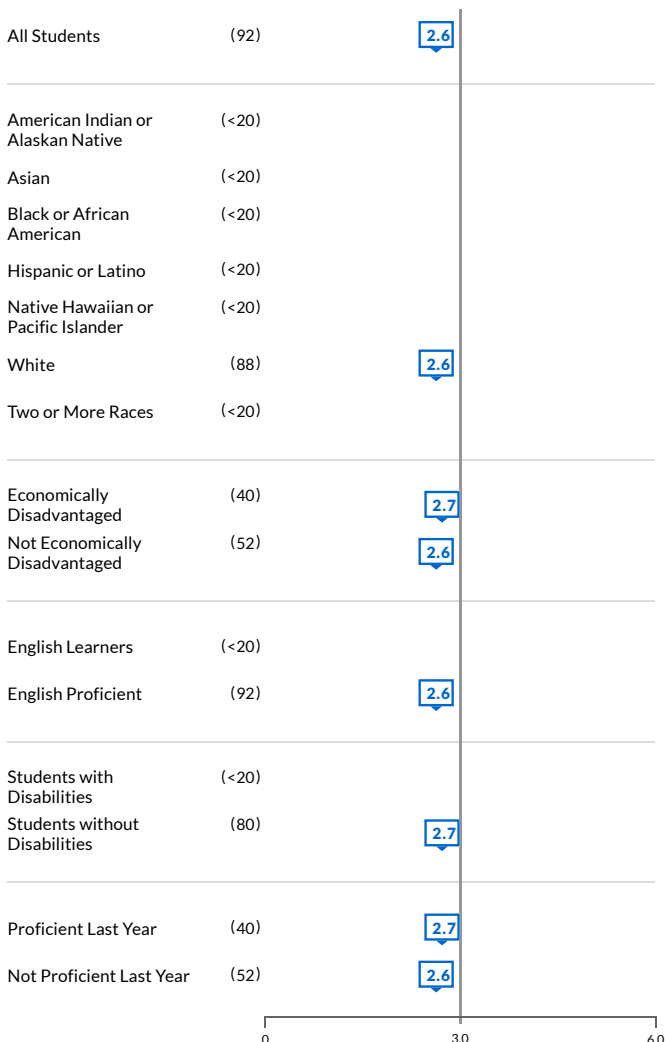 All Students (92) 2.6
American Indian or (<20)
Alaskan Native
Asian (<20)
Black or African (<20)
American
Hispanic or Latino (<20)
Native Hawaiian or (<20)
Pacific Islander
White (88) 2.6
Two or More Races (<20)
Economically (40) 2.7
Disadvantaged
Not Economically (52) 2.6
Disadvantaged
English Learners (<20)
English Proficient (92) 2.6
Students with (<20)
Disabilities
Students without (80) 2.7
Disabilities
Proficient Last Year (40) 2.7
Not Proficient Last Year (52) 2.6
0 3.0 6.0